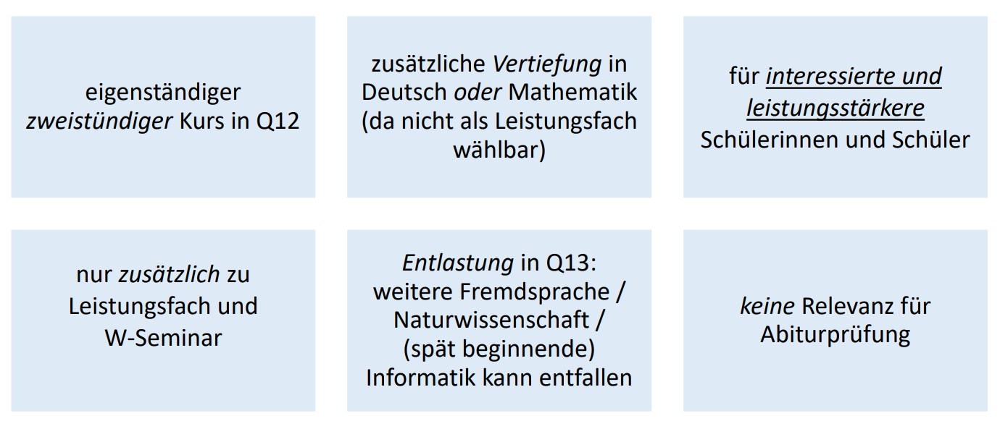 eigenständiger
zweistündiger Kurs in Q12
zusätzliche Vertiefung in
Deutsch oder Mathematik
(da nicht als Leistungsfach
wählbar)
für interessierte und
leistungsstärkere
Schülerinnen und Schüler
nur zusätzlich zu
Leistungsfach und
W-Seminar
Entlastung in Q13:
weitere Fremdsprache /
Naturwissenschaft /
(spät beginnende)
Informatik kann entfallen
keine Relevanz für
Abiturprüfung